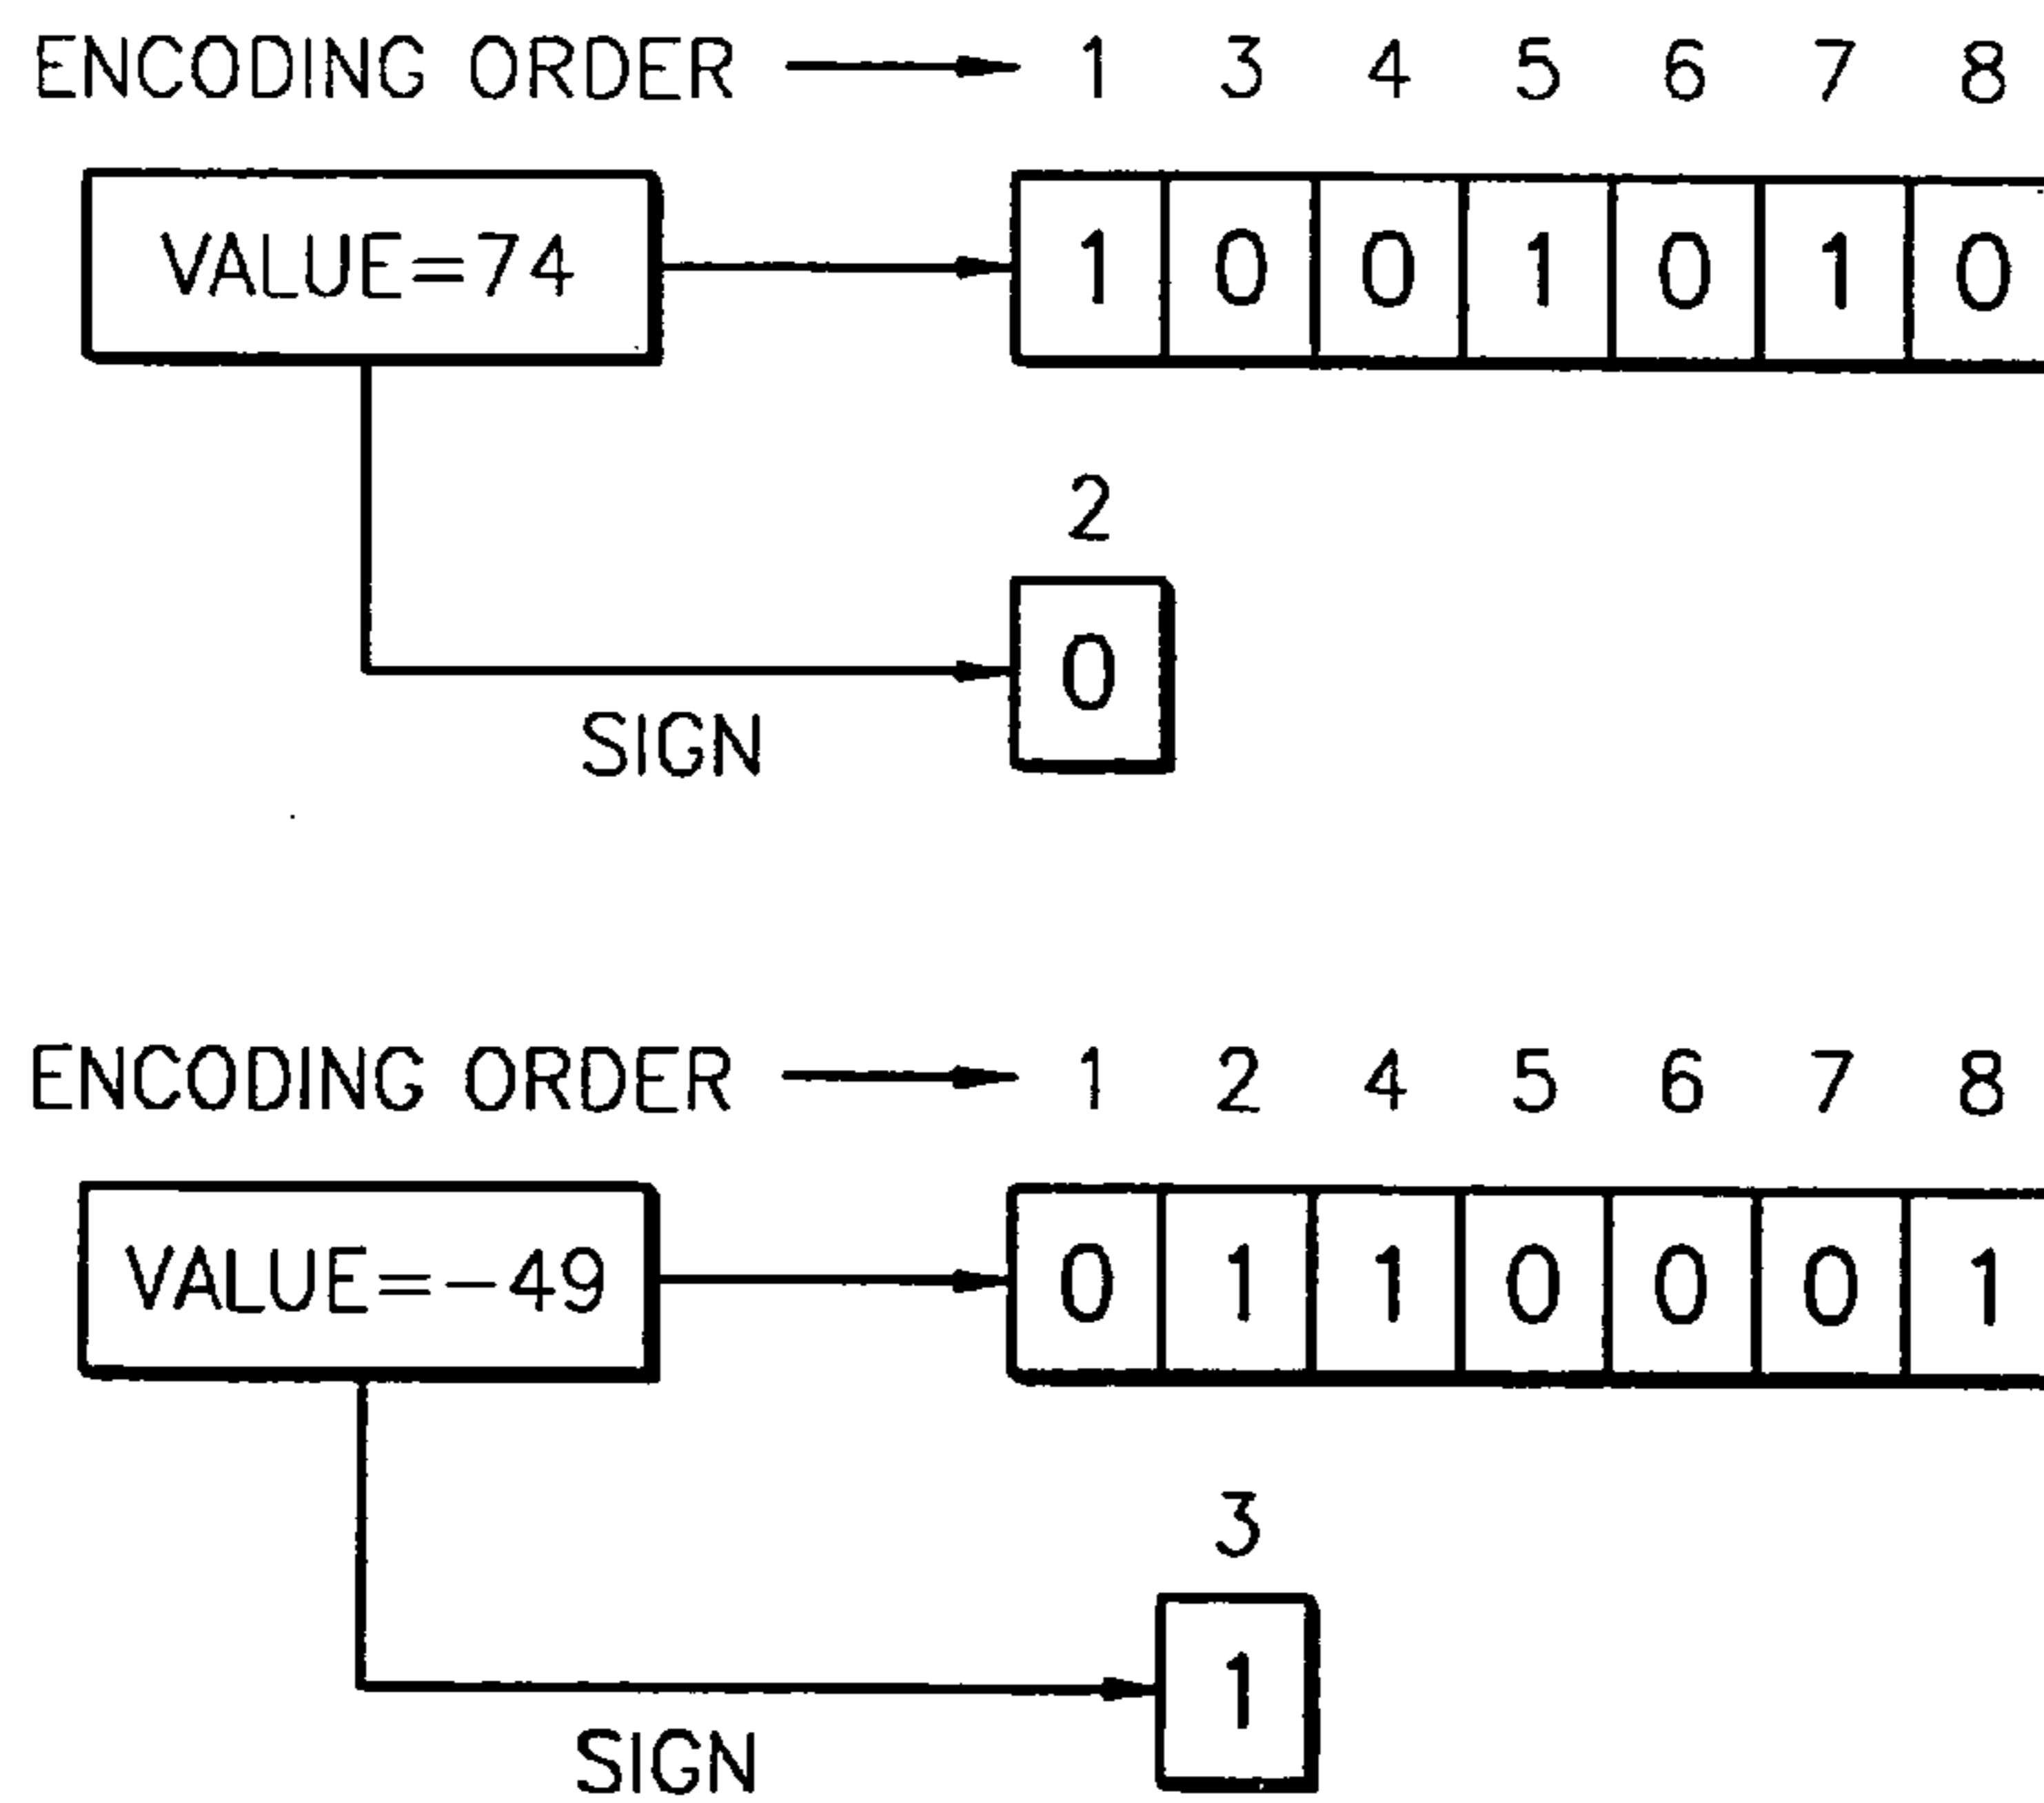 ENCODING ORDER 1 3 4 5 6 7 8
VALUE=74 1 0 0 1 0 1 0
2
0
SIGN
ENCODING ORDER 1 2 4 5 6 7 8
VALUE=-49 0 1 1 0 0 0 1
3
1
SIGN